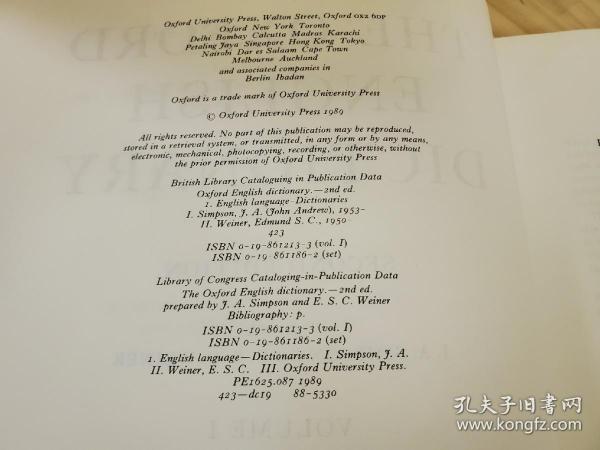 Oxford University Press, Walton Street, Oxford OX2 6DP
Oxford New York Toronto
Delhi Bombay Calcutta Madras Karachi
Petaling Jaya Singapore Hong Kong Tokyo
Nairobi Dar es Salaam Cape Town
Melbourne Auckland
and associated companies in
Berlin Ibadan
Oxford is a trade mark of Oxford University Press
© Oxford University Press 1989
All rights reserved. No part of this publication may be reproduced,
stored in a retrieval system, or transmitted, in any form or by any means,
electronic, mechanical, photocopying, recording, or otherwise, without
the prior permission of Oxford University Press
British Library Cataloguing in Publication Data
Oxford English dictionary.—2nd ed.
1. English language–Dictionaries
I. Simpson, J. A. (John Andrew), 1953–
II. Weiner, Edmund S. C., 1950–
423
ISBN 0-19-861213-3 (vol. I)
ISBN 0-19-861186-2 (set)
Library of Congress Cataloging-in-Publication Data
The Oxford English dictionary.—2nd ed.
prepared by J. A. Simpson and E. S. C. Weiner
Bibliography: p.
ISBN 0-19-861213-3 (vol. I)
ISBN 0-19-861186-2 (set)
1. English language—Dictionaries. I. Simpson, J. A.
II. Weiner, E. S. C. III. Oxford University Press.
PE1625.087 1989
423—dc19 88-5330
VOLUME I
孔夫子旧书网
www.kongfz.com